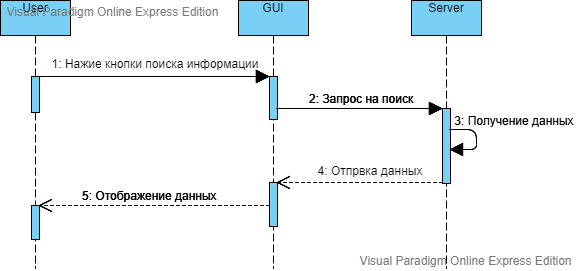 User
Visual Paradigm Online Express Edition
GUI
Server
1: Нажие кнопки поиска информации
2: Запрос на поиск
3: Получение данных
4: Отпрвка данных
5: Отображение данных
Visual Paradigm Online Express Edition